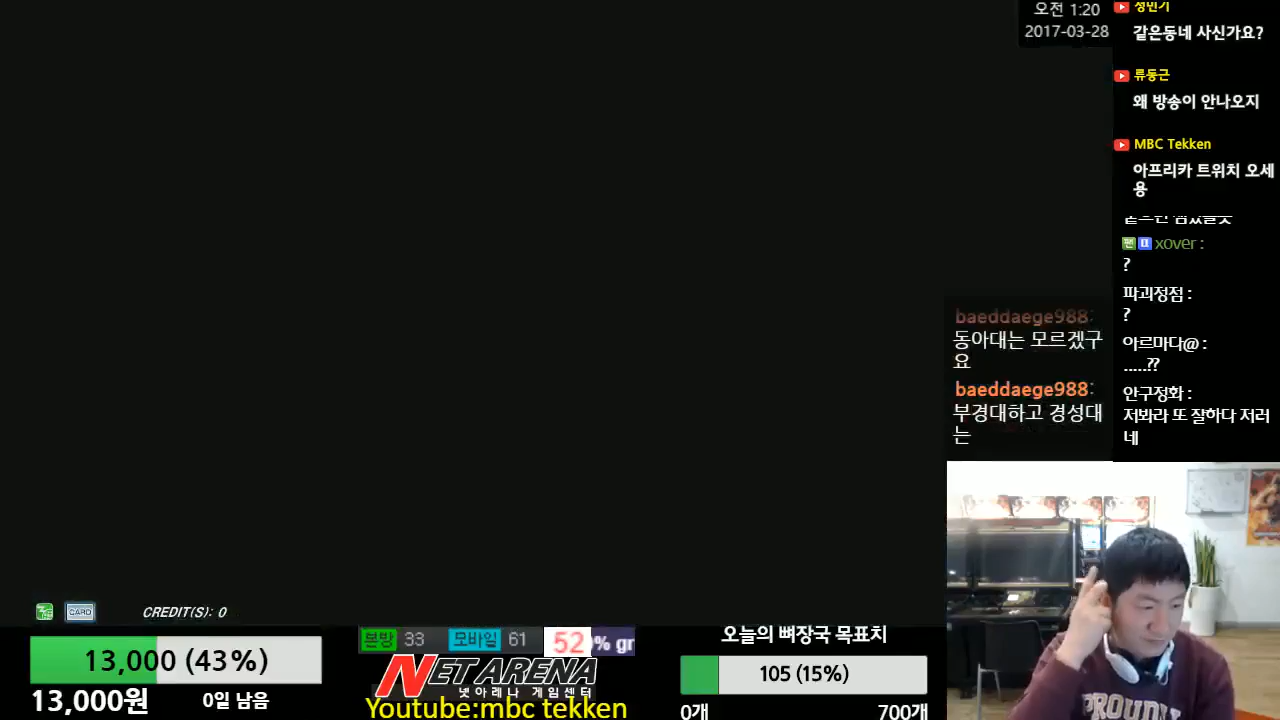 오전 1:20
2017-03-28
정민기
같은동네 사신가요?
류동근
왜 방송이 안나오지
MBC Tekken
아프리카 트위치 오세
용
xover :
?
파괴정점 :
?
아르마다@ :
.....??
안구정화 :
저봐라 또 잘하다 저러
네
baeddaege988:
동아대는 모르겠구
요
baeddaege988:
부경대하고 경성대
는
CARD
CREDIT(S): 0
13,000 (43%)
13,000원
0일 남음
본방 33 모바일 61 52 % gr
NET ARENA
넷아레나 게임센터
Youtube:mbc tekken
오늘의 뼈장국 목표치
105 (15%)
0개
700개
PROUDL